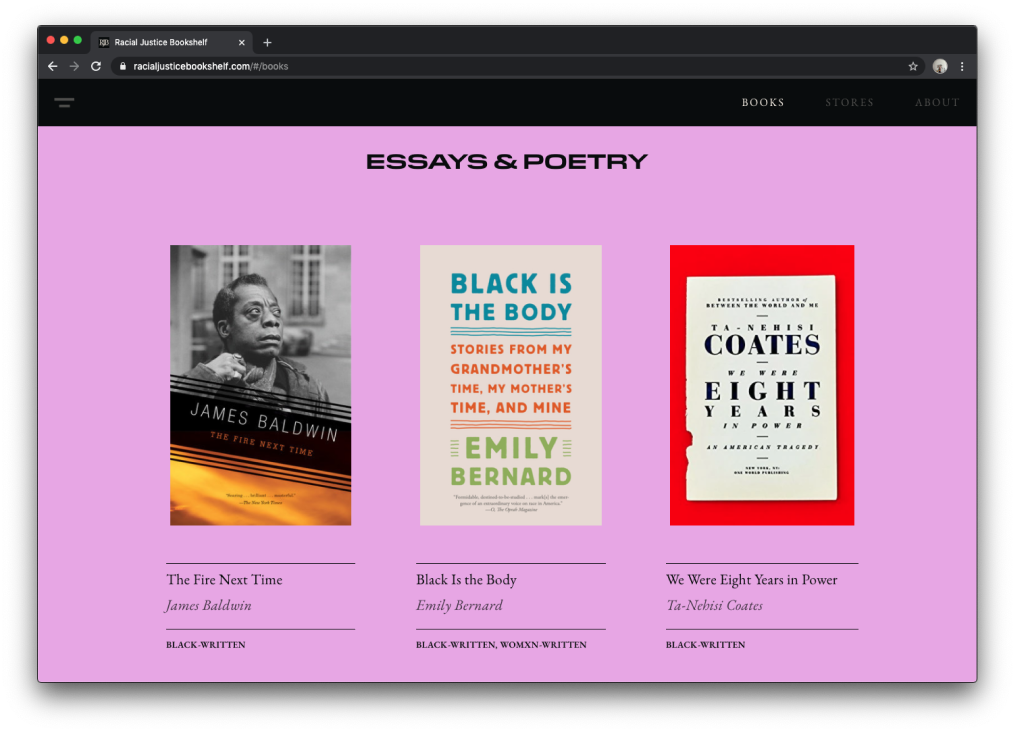 Racial Justice Bookshelf
racialjusticebookshelf.com/#/books
BOOKS STORES ABOUT
ESSAYS & POETRY
JAMES BALDWIN
THE FIRE NEXT TIME
"Searing . . . brilliant . . . masterful."
BLACK IS
THE BODY
STORIES FROM MY
GRANDMOTHER'S
TIME, MY MOTHER'S
TIME, AND MINE
EMILY
BERNARD
"Formidable, destined-to-be-studied . . . mark[s] the emer-
gence of an extraordinary voice on race in America."
—O, The Oprah Magazine
BESTSELLING AUTHOR of
BETWEEN THE WORLD AND ME
TA-NEHISI
COATES
WE WERE
EIGHT
YEARS
IN POWER
AN AMERICAN TRAGEDY
NEW YORK, NY:
ONE WORLD PUBLISHING
The Fire Next Time
James Baldwin
BLACK-WRITTEN
Black Is the Body
Emily Bernard
BLACK-WRITTEN, WOMXN-WRITTEN
We Were Eight Years in Power
Ta-Nehisi Coates
BLACK-WRITTEN